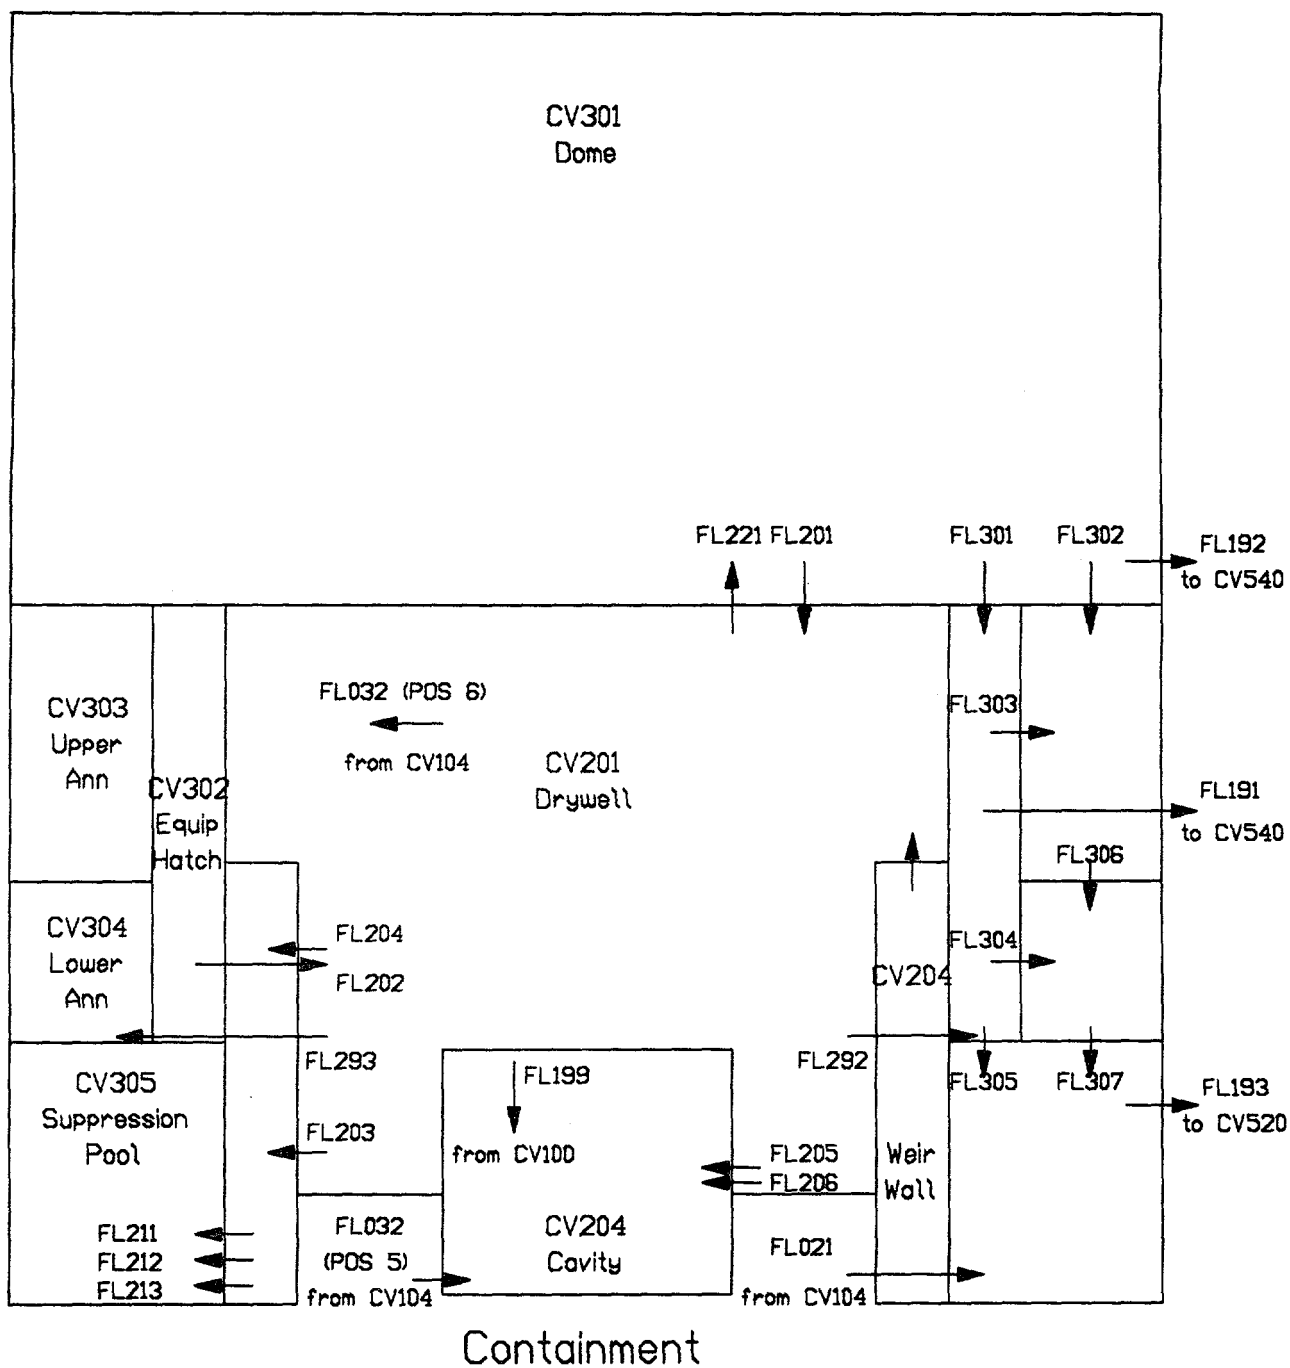 CV301
Dome
FL221 FL201 FL301 FL302
FL192
to CV540
FL032 (POS 6)
from CV104
CV303
Upper
Ann
CV302
Equip
Hatch
CV201
Drywell
FL303
FL191
to CV540
FL306
CV304
Lower
Ann
FL204
FL202
FL304
CV204
FL293
FL292
CV305
Suppression
Pool
FL199
from CV100
FL305
FL307
FL193
to CV520
FL203
FL205
FL206
Weir
Wall
FL211
FL212
FL213
FL032
(POS 5)
from CV104
CV204
Cavity
FL021
from CV104
Containment